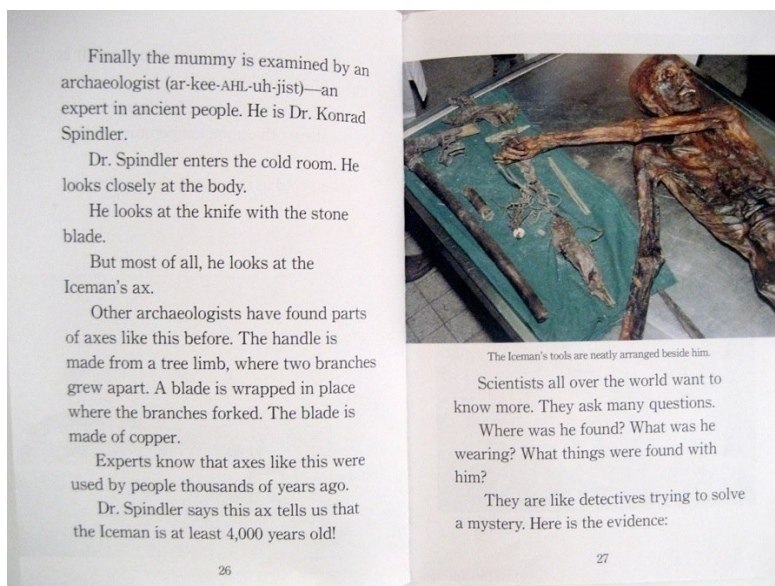 Finally the mummy is examined by an
archaeologist (ar-kee-AHL-uh-jist)—an
expert in ancient people. He is Dr. Konrad
Spindler.
Dr. Spindler enters the cold room. He
looks closely at the body.
He looks at the knife with the stone
blade.
But most of all, he looks at the
Iceman's ax.
Other archaeologists have found parts
of axes like this before. The handle is
made from a tree limb, where two branches
grew apart. A blade is wrapped in place
where the branches forked. The blade is
made of copper.
Experts know that axes like this were
used by people thousands of years ago.
Dr. Spindler says this ax tells us that
the Iceman is at least 4,000 years old!
26
The Iceman's tools are neatly arranged beside him.
Scientists all over the world want to
know more. They ask many questions.
Where was he found? What was he
wearing? What things were found with
him?
They are like detectives trying to solve
a mystery. Here is the evidence:
27